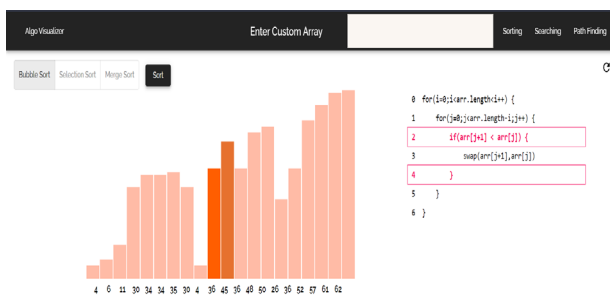 Algo Visualizer
Enter Custom Array
Sorting Searching Path Finding
Bubble Sort Selection Sort Merge Sort Sort
0 for(i=0;i<arr.length<i++) {
1 for(j=0;j<arr.length-i;j++) {
2 if(arr[j+1] < arr[j]) {
3 swap(arr[j+1],arr[j])
4 }
5 }
6 }
4 6 11 30 34 34 35 30 4 36 45 36 48 50 26 36 52 57 61 62